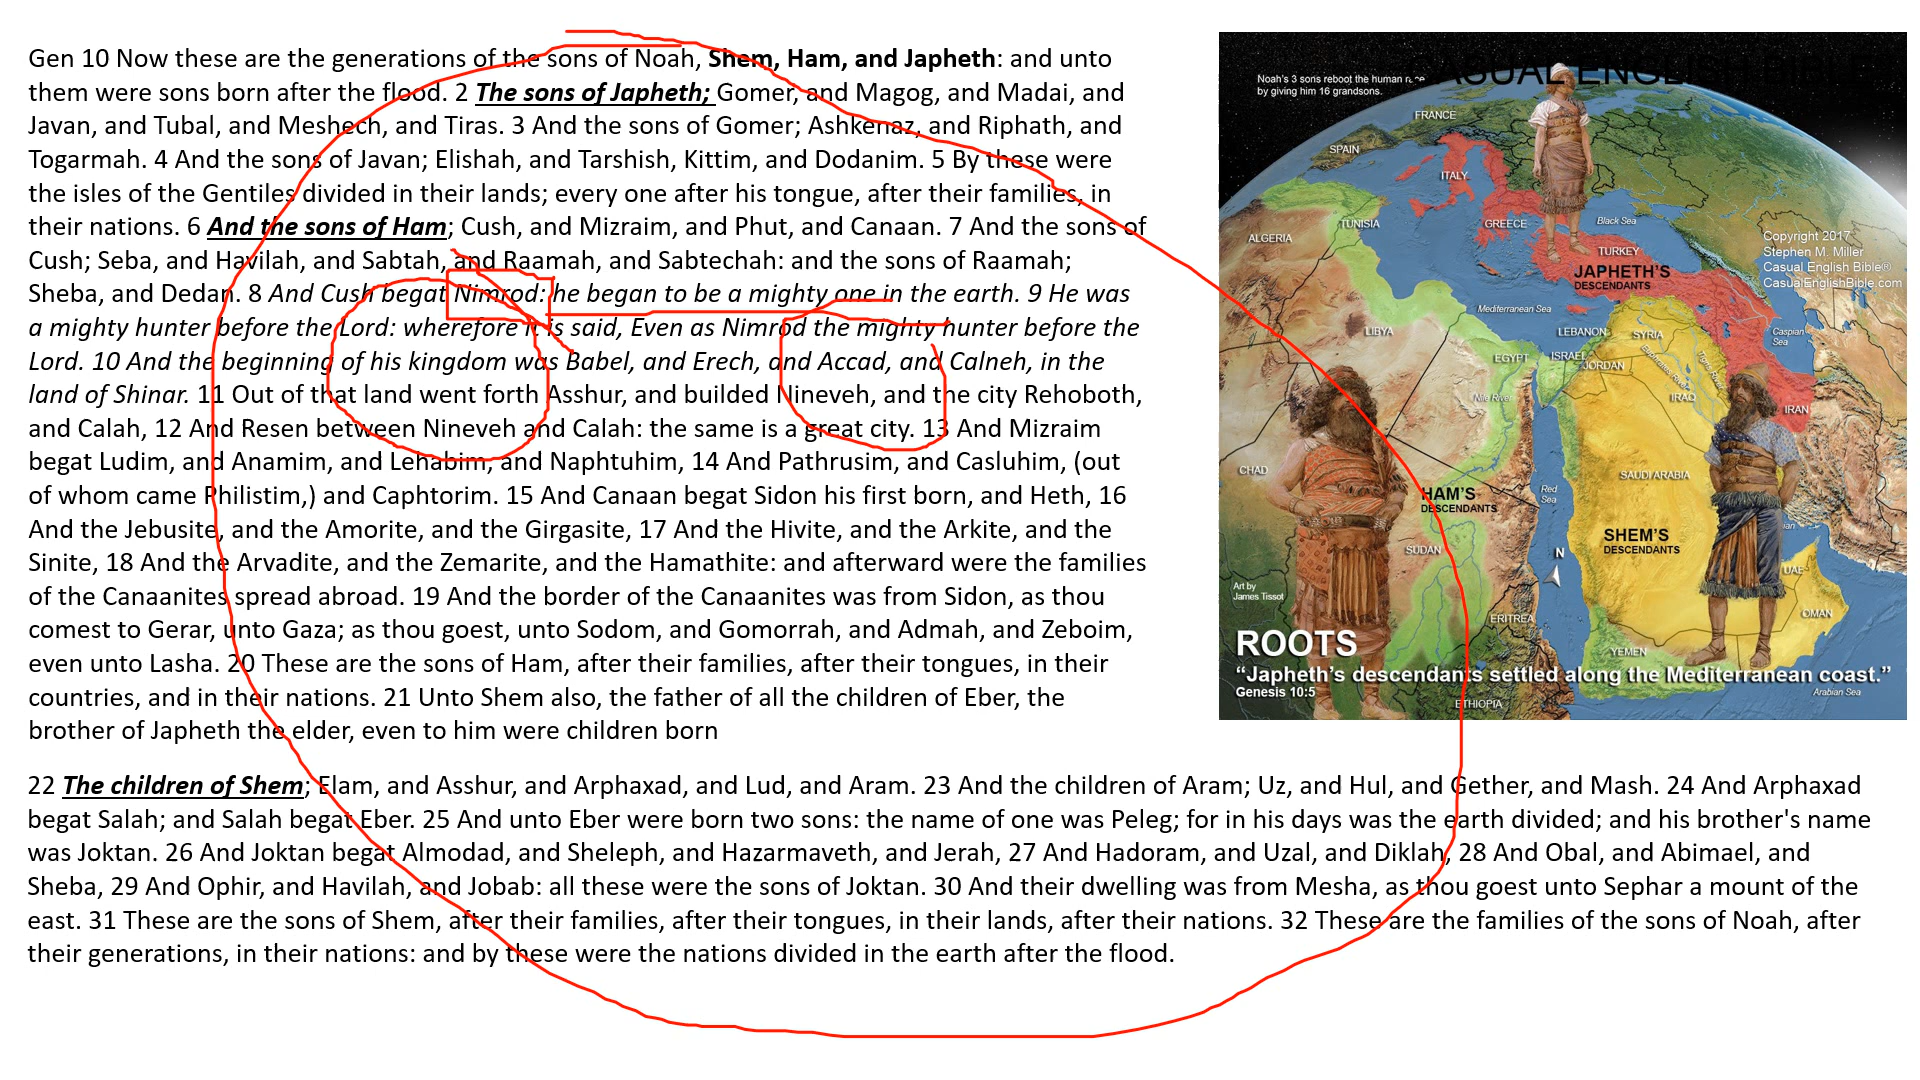 Gen 10 Now these are the generations of the sons of Noah, Shem, Ham, and Japheth: and unto
them were sons born after the flood. 2 The sons of Japheth; Gomer, and Magog, and Madai, and
Javan, and Tubal, and Meshech, and Tiras. 3 And the sons of Gomer; Ashkenaz, and Riphath, and
Togarmah. 4 And the sons of Javan; Elishah, and Tarshish, Kittim, and Dodanim. 5 By these were
the isles of the Gentiles divided in their lands; every one after his tongue, after their families, in
their nations. 6 And the sons of Ham; Cush, and Mizraim, and Phut, and Canaan. 7 And the sons of
Cush; Seba, and Havilah, and Sabtah, and Raamah, and Sabtechah: and the sons of Raamah;
Sheba, and Dedan. 8 And Cush begat Nimrod: he began to be a mighty one in the earth. 9 He was
a mighty hunter before the Lord: wherefore it is said, Even as Nimrod the mighty hunter before the
Lord. 10 And the beginning of his kingdom was Babel, and Erech, and Accad, and Calneh, in the
land of Shinar. 11 Out of that land went forth Asshur, and builded Nineveh, and the city Rehoboth,
and Calah, 12 And Resen between Nineveh and Calah: the same is a great city. 13 And Mizraim
begat Ludim, and Anamim, and Lehabim, and Naphtuhim, 14 And Pathrusim, and Casluhim, (out
of whom came Philistim,) and Caphtorim. 15 And Canaan begat Sidon his first born, and Heth, 16
And the Jebusite, and the Amorite, and the Girgasite, 17 And the Hivite, and the Arkite, and the
Sinite, 18 And the Arvadite, and the Zemarite, and the Hamathite: and afterward were the families
of the Canaanites spread abroad. 19 And the border of the Canaanites was from Sidon, as thou
comest to Gerar, unto Gaza; as thou goest, unto Sodom, and Gomorrah, and Admah, and Zeboim,
even unto Lasha. 20 These are the sons of Ham, after their families, after their tongues, in their
countries, and in their nations. 21 Unto Shem also, the father of all the children of Eber, the
brother of Japheth the elder, even to him were children born
22 The children of Shem; Elam, and Asshur, and Arphaxad, and Lud, and Aram. 23 And the children of Aram; Uz, and Hul, and Gether, and Mash. 24 And Arphaxad
begat Salah; and Salah begat Eber. 25 And unto Eber were born two sons: the name of one was Peleg; for in his days was the earth divided; and his brother's name
was Joktan. 26 And Joktan begat Almodad, and Sheleph, and Hazarmaveth, and Jerah, 27 And Hadoram, and Uzal, and Diklah, 28 And Obal, and Abimael, and
Sheba, 29 And Ophir, and Havilah, and Jobab: all these were the sons of Joktan. 30 And their dwelling was from Mesha, as thou goest unto Sephar a mount of the
east. 31 These are the sons of Shem, after their families, after their tongues, in their lands, after their nations. 32 These are the families of the sons of Noah, after
their generations, in their nations: and by these were the nations divided in the earth after the flood.
Noah's 3 sons reboot the human race
by giving him 16 grandsons.
ENGLISH
FRANCE
SPAIN
ITALY
TUNISIA
GREECE
Black Sea
ALGERIA
TURKEY
Copyright 2017
Stephen M. Miller
Casual English Bible®
CasualEnglishBible.com
JAPHETH'S
DESCENDANTS
Mediterranean Sea
LIBYA
LEBANON
SYRIA
Caspian
Sea
EGYPT
ISRAEL
JORDAN
Euphrates River
Tigris River
Nile River
IRAQ
IRAN
CHAD
SAUDI ARABIA
HAM'S
DESCENDANTS
Red
Sea
SHEM'S
DESCENDANTS
SUDAN
N
UAE
Art by
James Tissot
OMAN
ERITREA
ROOTS
YEMEN
"Japheth's descendants settled along the Mediterranean coast."
Genesis 10:5
Arabian Sea
ETHIOPIA